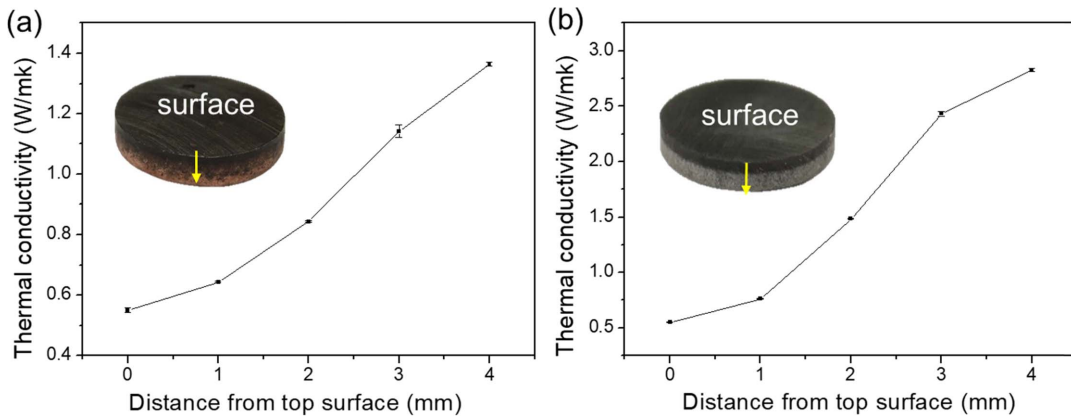 (a)
Thermal conductivity (W/mk)
1.4
1.2
1.0
0.8
0.6
0.4
surface
0 1 2 3 4
Distance from top surface (mm)
(b)
Thermal conductivity (W/mk)
3.0
2.5
2.0
1.5
1.0
0.5
surface
0 1 2 3 4
Distance from top surface (mm)